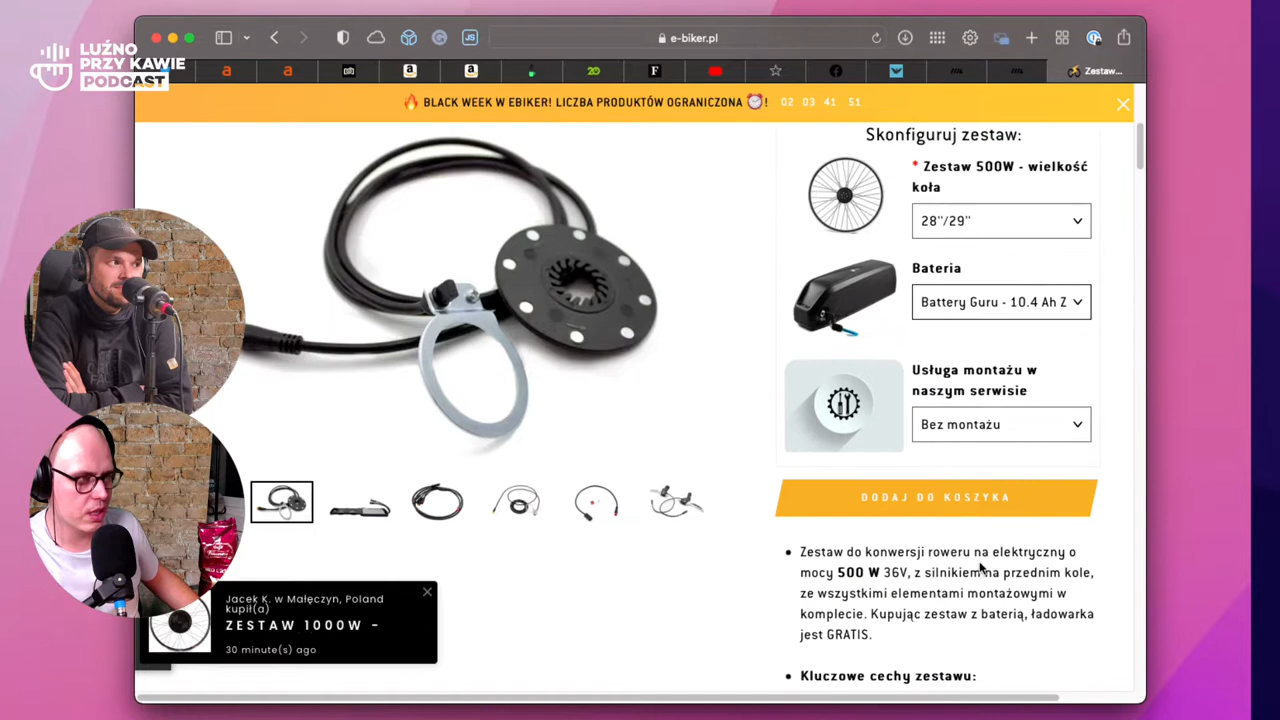 LUŹNO
PRZY KAWIE
PODCAST
e-biker.pl
JS
a
a
a
a
20
F
Zestaw...
🔥 BLACK WEEK W EBIKER! LICZBA PRODUKTÓW OGRANICZONA ⏰! 02 03 41 51
Skonfiguruj zestaw:
* Zestaw 500W - wielkość
koła
28"/29"
Bateria
Battery Guru - 10.4 Ah Z
Usługa montażu w
naszym serwisie
Bez montażu
DODAJ DO KOSZYKA
• Zestaw do konwersji roweru na elektryczny o
mocy 500 W 36V, z silnikiem na przednim kole,
ze wszystkimi elementami montażowymi w
komplecie. Kupując zestaw z baterią, ładowarka
jest GRATIS.
• Kluczowe cechy zestawu:
Jacek K. w Małęczyn, Poland
kupił(a)
ZESTAW 1000W -
30 minute(s) ago